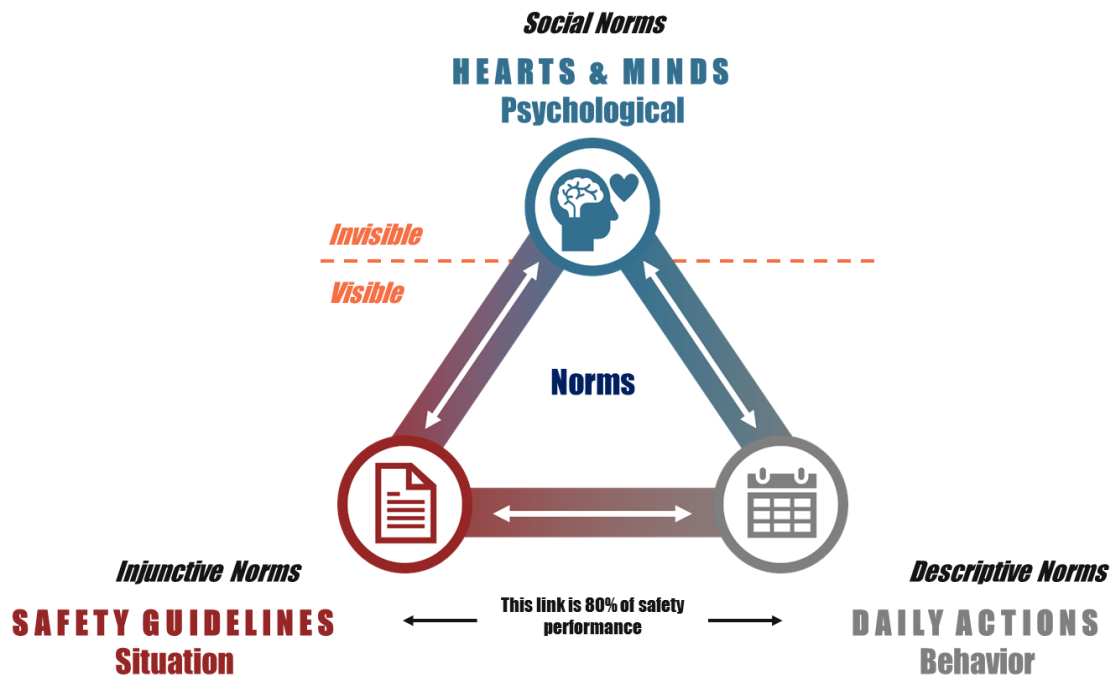 Social Norms
HEARTS & MINDS
Psychological
Invisible
Visible
Norms
Injunctive Norms
SAFETY GUIDELINES
Situation
This link is 80% of safety
performance
Descriptive Norms
DAILY ACTIONS
Behavior